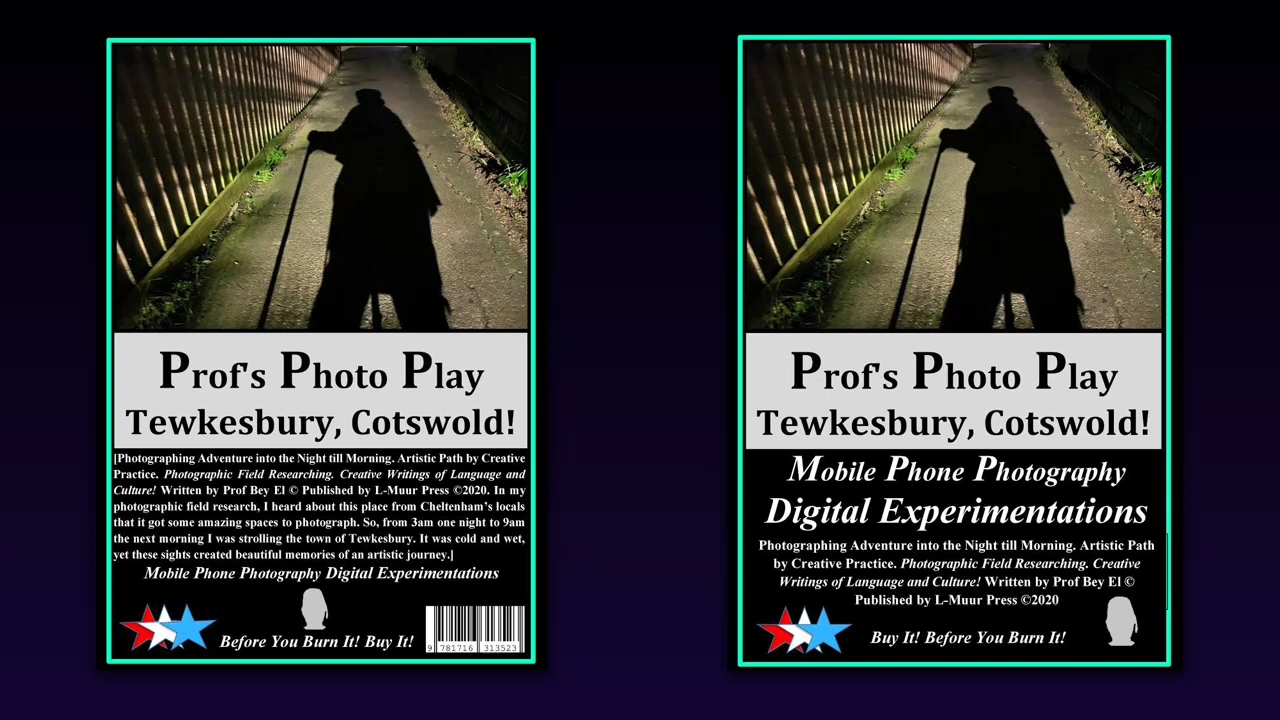 Prof's Photo Play
Tewkesbury, Cotswold!
[Photographing Adventure into the Night till Morning. Artistic Path by Creative
Practice. Photographic Field Researching. Creative Writings of Language and
Culture! Written by Prof Bey El © Published by L-Muur Press ©2020. In my
photographic field research, I heard about this place from Cheltenham's locals
that it got some amazing spaces to photograph. So, from 3am one night to 9am
the next morning I was strolling the town of Tewkesbury. It was cold and wet,
yet these sights created beautiful memories of an artistic journey.]
Mobile Phone Photography Digital Experimentations
Before You Burn It! Buy It!
9 781716 313523
Prof's Photo Play
Tewkesbury, Cotswold!
Mobile Phone Photography
Digital Experimentations
Photographing Adventure into the Night till Morning. Artistic Path
by Creative Practice. Photographic Field Researching. Creative
Writings of Language and Culture! Written by Prof Bey El ©
Published by L-Muur Press ©2020
Buy It! Before You Burn It!